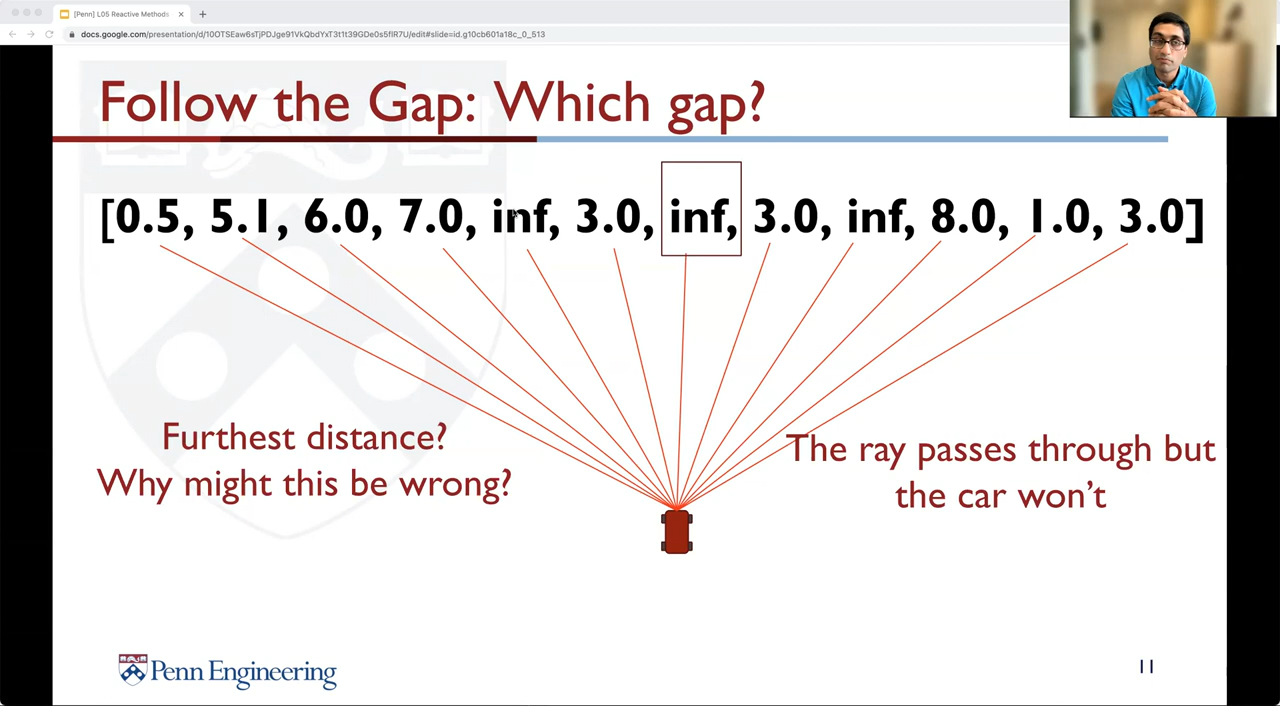 [Penn] L05 Reactive Methods
docs.google.com/presentation/d/10OTSEaw6sTjPDJge91VkQbdYxT3t1t39GDe0s5flR7U/edit#slide=id.g10cb601a18c_0_513
Follow the Gap: Which gap?
[0.5, 5.1, 6.0, 7.0, inf, 3.0, inf, 3.0, inf, 8.0, 1.0, 3.0]
Furthest distance?
Why might this be wrong?
The ray passes through but
the car won't
Penn Engineering
11